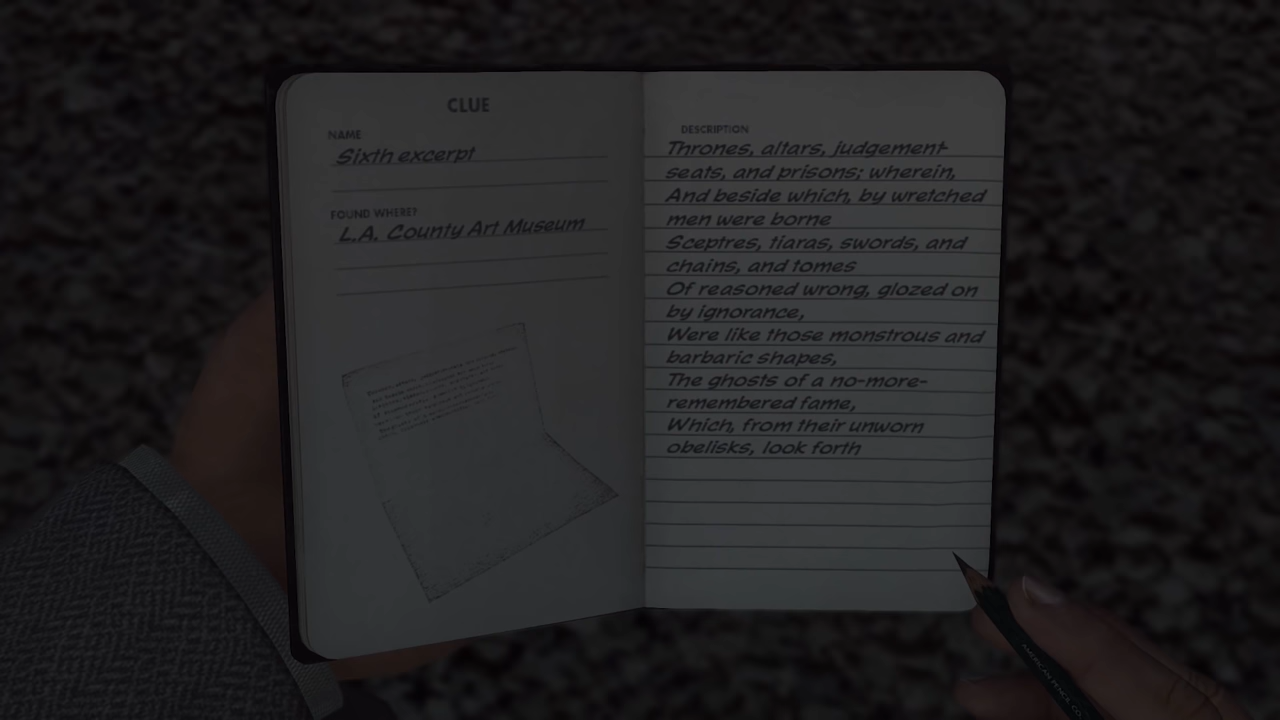 CLUE
NAME
Sixth excerpt
FOUND WHERE?
L.A. County Art Museum
DESCRIPTION
Thrones, altars, judgement
seats, and prisons; wherein,
And beside which, by wretched
men were borne
Sceptres, tiaras, swords, and
chains, and tomes
Of reasoned wrong, glozed on
by ignorance,
Were like those monstrous and
barbaric shapes,
The ghosts of a no-more-
remembered fame,
Which, from their unworn
obelisks, look forth
AMERICAN PENCIL CO.